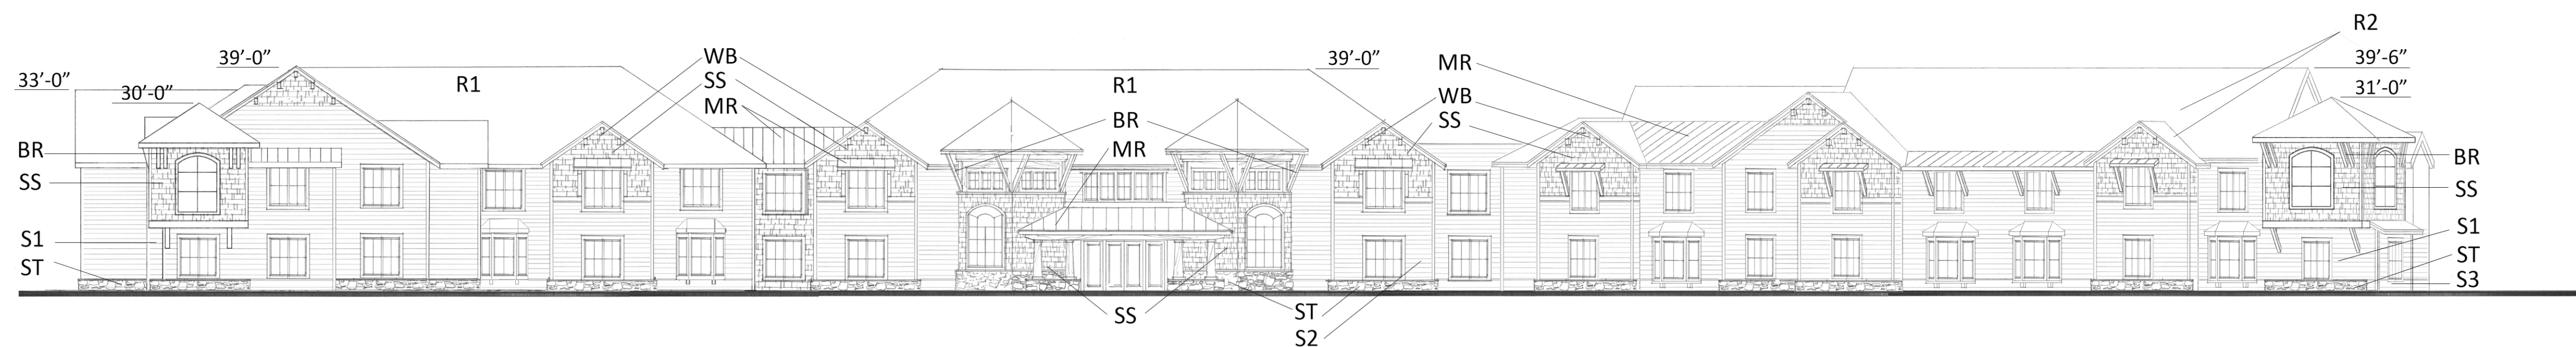 R2
39’-0”
WB
39’-0”
MR
39’-6”
33’-0”
R1
SS
R1
30’-0”
MR
WB
31’-0”
BR
SS
BR
MR
BR
SS
SS
S1
S1
ST
ST
S3
SS
ST
S2